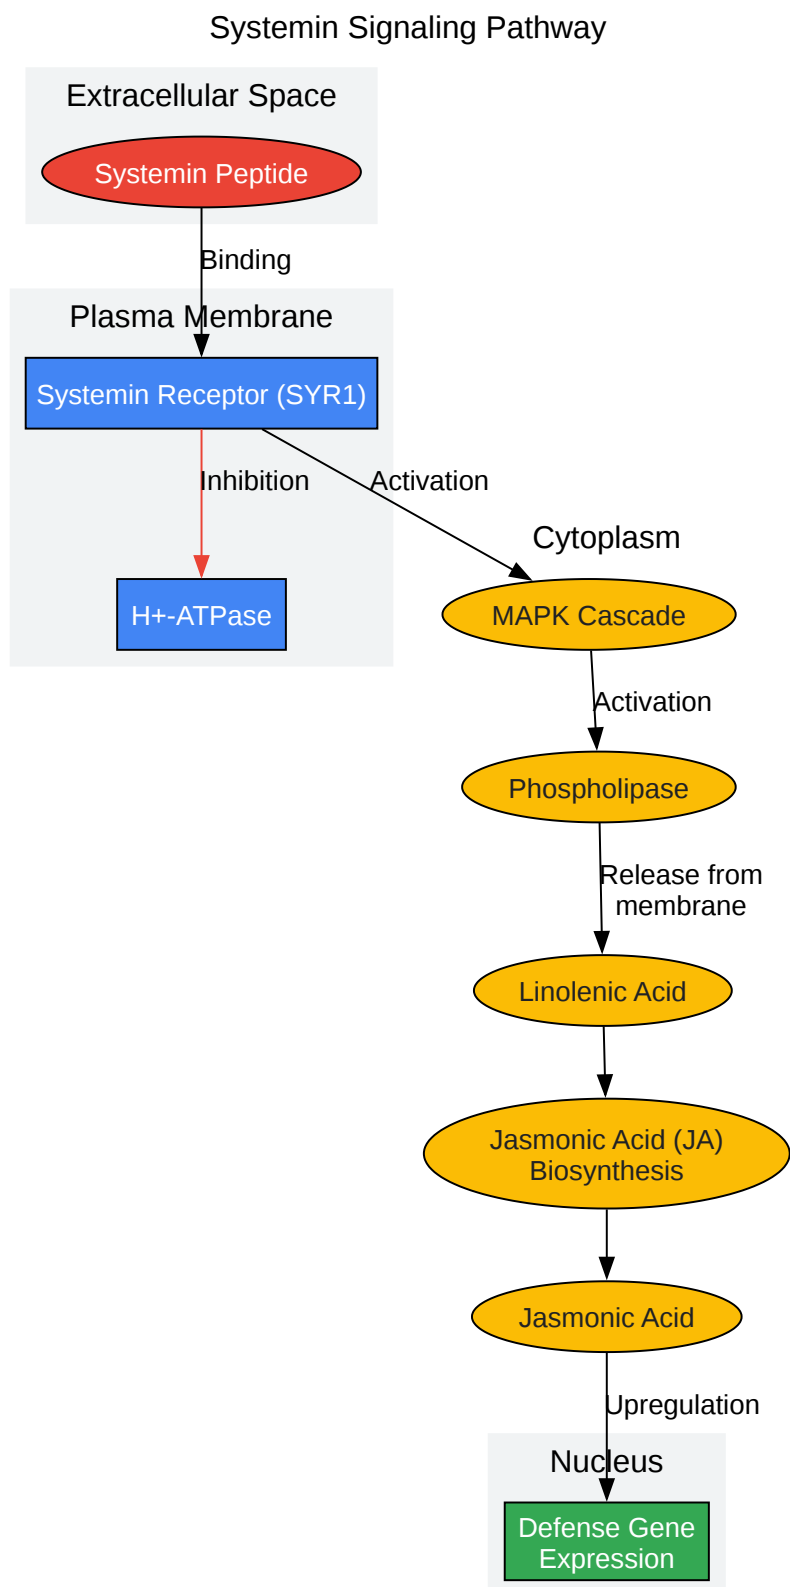 Systemin Signaling Pathway
Extracellular Space
Systemin Peptide
Binding
Plasma Membrane
Systemin Receptor (SYR1)
Inhibition
Activation
Cytoplasm
H+-ATPase
MAPK Cascade
Activation
Phospholipase
Release from
membrane
Linolenic Acid
Jasmonic Acid (JA)
Biosynthesis
Jasmonic Acid
Upregulation
Nucleus
Defense Gene
Expression